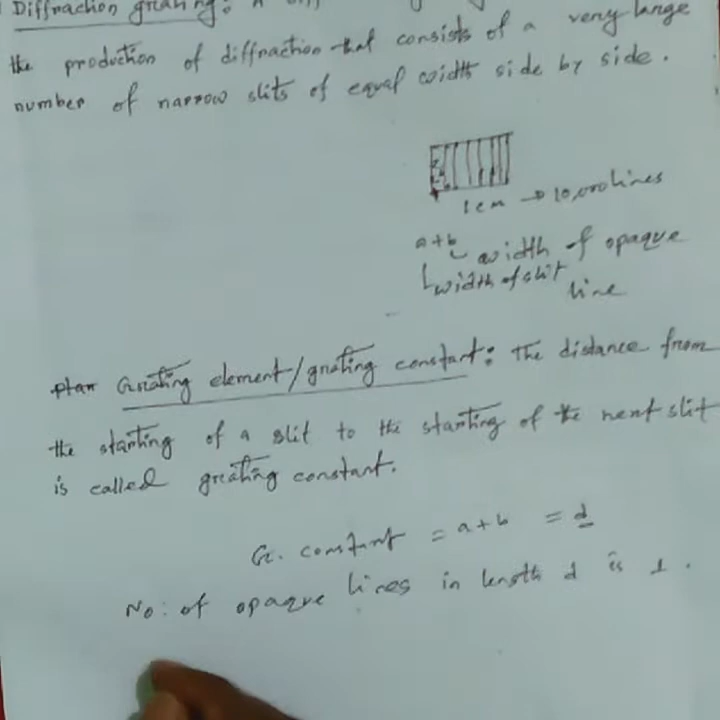 Diffraction grating: A
the production of diffraction that consists of a very large
number of narrow slits of equal width side by side.
1 cm → 10,000 lines
a+b
width of opaque
line
width of slit
Grating element/grating constant: The distance from
the starting of a slit to the starting of the next slit
is called grating constant.
G. constant = a+b = d
No: of opaque lines in length d is 1.